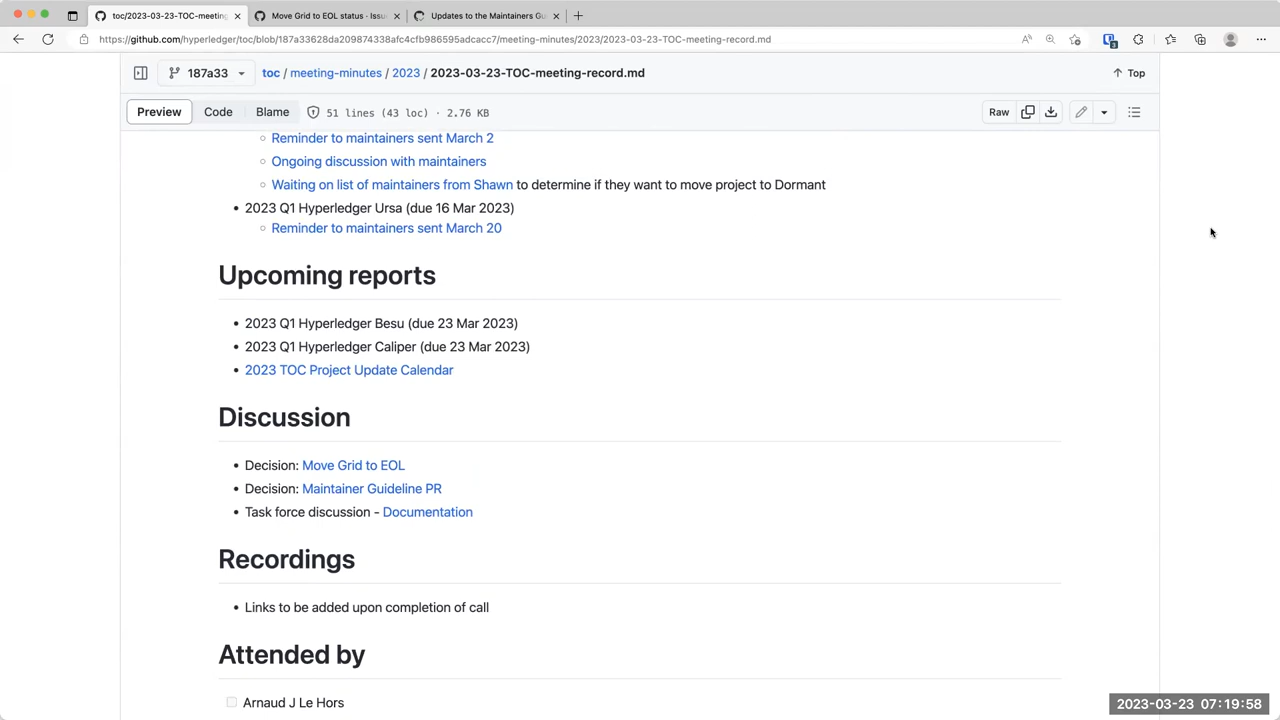 toc/2023-03-23-TOC-meeting-
Move Grid to EOL status · Issu
Updates to the Maintainers Gu
https://github.com/hyperledger/toc/blob/187a33628da209874338afc4cfb986595adcacc7/meeting-minutes/2023/2023-03-23-TOC-meeting-record.md
187a33
toc / meeting-minutes / 2023 / 2023-03-23-TOC-meeting-record.md
Top
Preview
Code
Blame
51 lines (43 loc) · 2.76 KB
Raw
Reminder to maintainers sent March 2
Ongoing discussion with maintainers
Waiting on list of maintainers from Shawn to determine if they want to move project to Dormant
2023 Q1 Hyperledger Ursa (due 16 Mar 2023)
Reminder to maintainers sent March 20
Upcoming reports
2023 Q1 Hyperledger Besu (due 23 Mar 2023)
2023 Q1 Hyperledger Caliper (due 23 Mar 2023)
2023 TOC Project Update Calendar
Discussion
Decision: Move Grid to EOL
Decision: Maintainer Guideline PR
Task force discussion - Documentation
Recordings
Links to be added upon completion of call
Attended by
Arnaud J Le Hors
2023-03-23 07:19:58